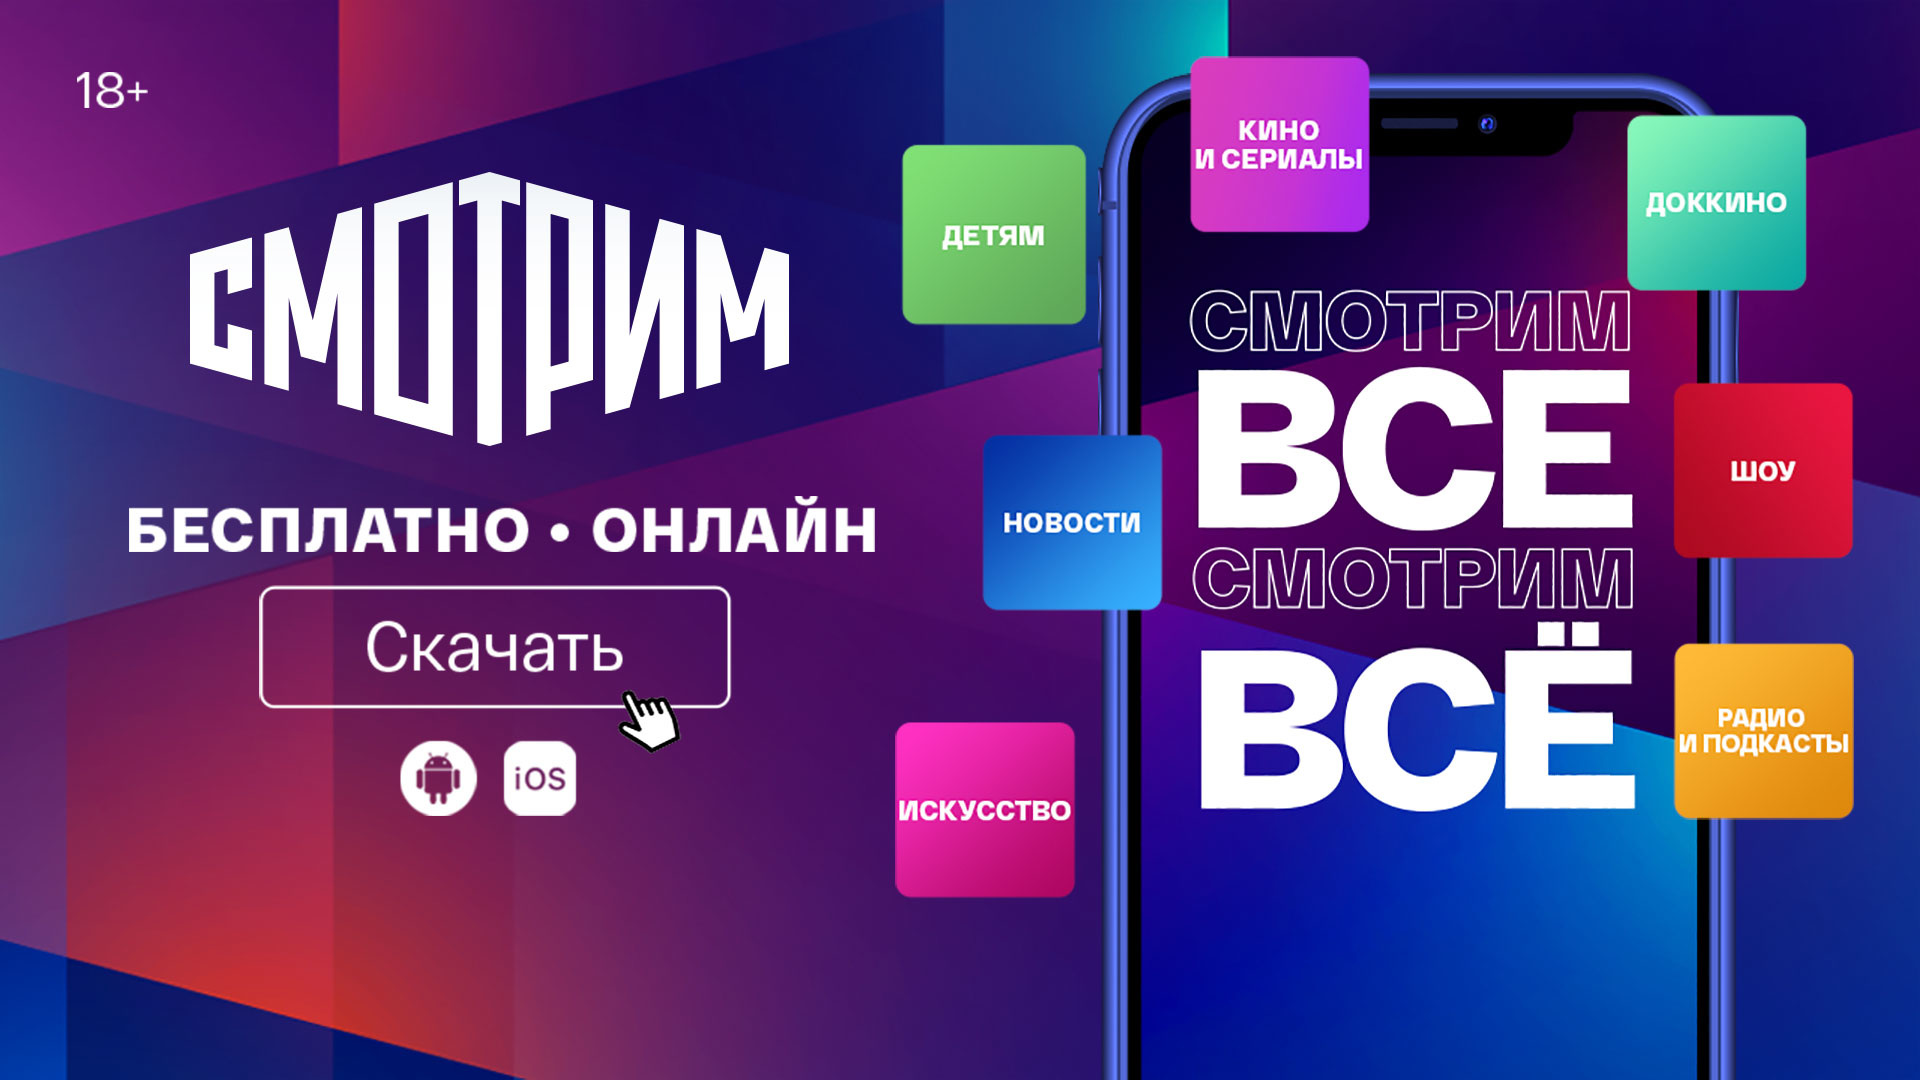 18+
СМОТРИМ
БЕСПЛАТНО • ОНЛАЙН
Скачать
iOS
ДЕТЯМ
КИНО
И СЕРИАЛЫ
ДОККИНО
НОВОСТИ
ШОУ
ИСКУССТВО
РАДИО
И ПОДКАСТЫ
СМОТРИМ
ВСЕ
СМОТРИМ
ВСЁ